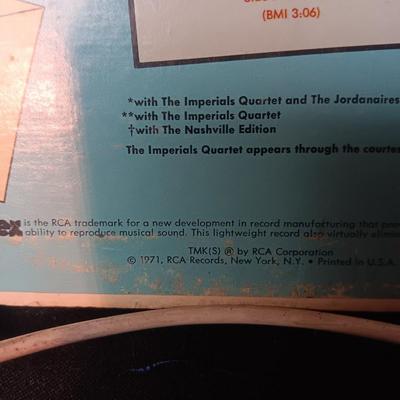 (BMI 3:06)
*with The Imperials Quartet and The Jordanaires
**with The Imperials Quartet
†with The Nashville Edition
The Imperials Quartet appears through the
is the RCA trademark for a new development in record manufacturing that
ability to reproduce musical sound. This lightweight record also virtually
TMK(S) ® by RCA Corporation
© 1971, RCA Records, New York, N.Y. • Printed in U.S.A.